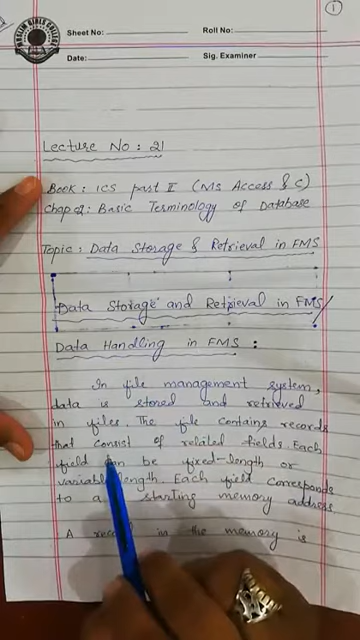 1
Sheet No:
Roll No:
Date:
Sig. Examiner
Lecture No : 21
Book : ICS part II (MS Access & C)
Chap 02: Basic Terminology of Database
Topic : Data Storage & Retrieval in FMS
Data Storage and Retrieval in FMS
Data Handling in FMS :
In file management system,
data is stored and retrieved
in files. The file contains records
that consist of related fields. Each
field can be fixed-length or
variable length. Each field corresponds
to a starting memory address
A in the memory is